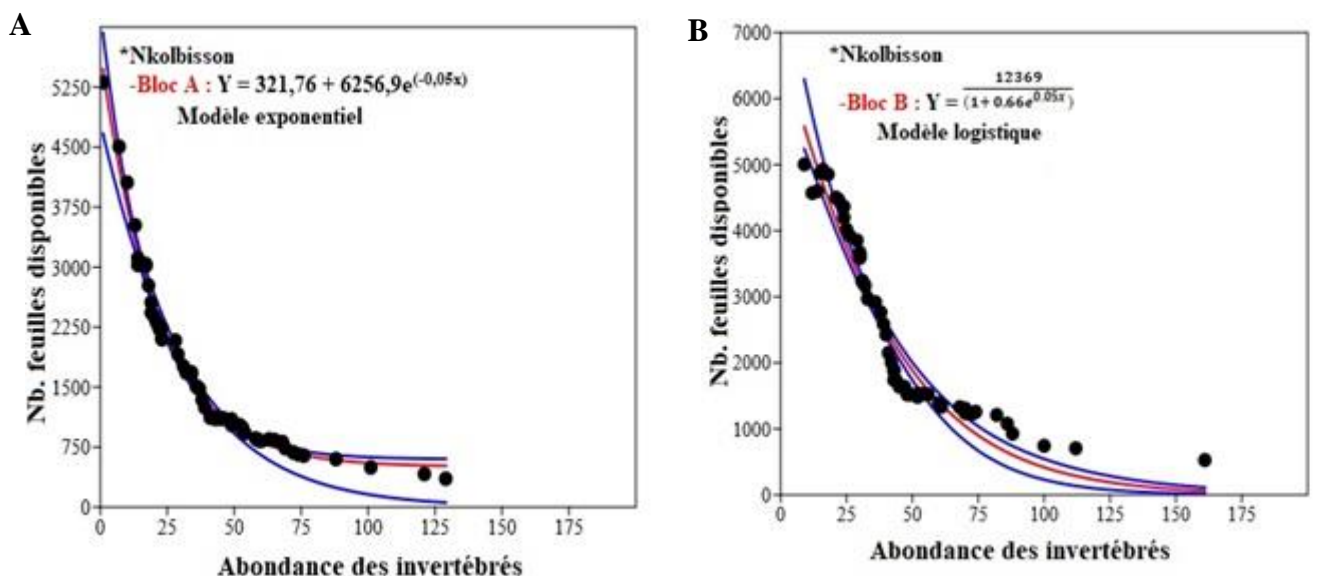 A
*Nkolbisson
-Bloc A : Y = 321,76 + 6256,9e^(-0,05x)
Modèle exponentiel
Nb. feuilles disponibles
5250
4500
3750
3000
2250
1500
750
0
0 25 50 75 100 125 150 175
Abondance des invertébrés
B
*Nkolbisson
-Bloc B : Y = 12369 / (1+0.66e^0.05x)
Modèle logistique
Nb. feuilles disponibles
7000
6000
5000
4000
3000
2000
1000
0
0 25 50 75 100 125 150 175
Abondance des invertébrés